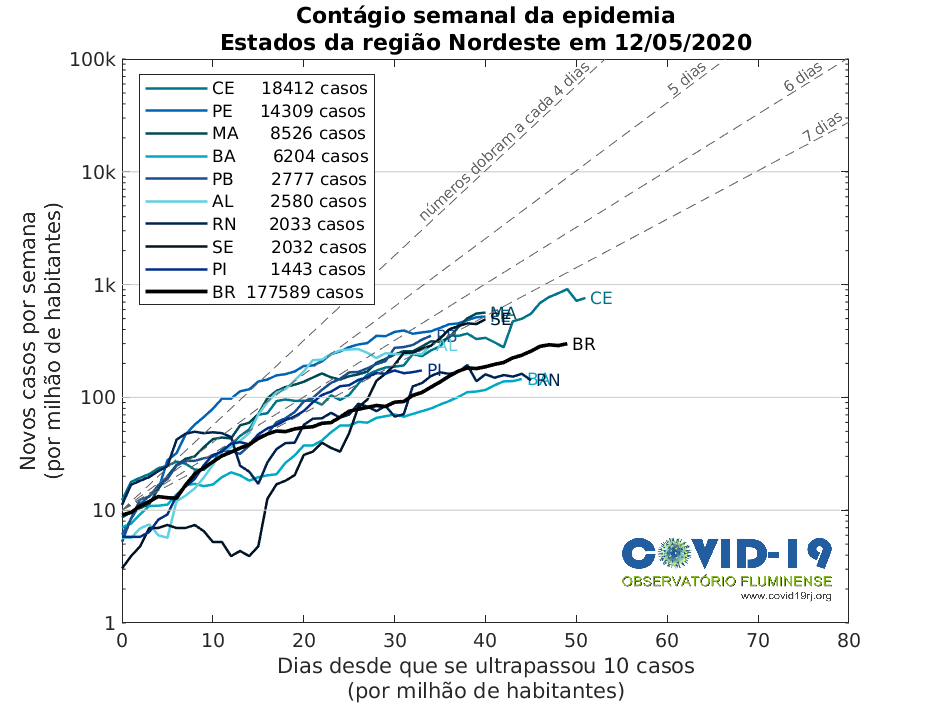 Contágio semanal da epidemia
Estados da região Nordeste em 12/05/2020
100k
10k
1k
100
10
1
Novos casos por semana
(por milhão de habitantes)
CE 18412 casos
PE 14309 casos
MA 8526 casos
BA 6204 casos
PB 2777 casos
AL 2580 casos
RN 2033 casos
SE 2032 casos
PI 1443 casos
BR 177589 casos
números dobram a cada 4 dias
5 dias
6 dias
7 dias
CE
MA
PE
SE
PB
AL
BR
PI
BA
RN
COVID-19
OBSERVATÓRIO FLUMINENSE
www.covid19rj.org
0 10 20 30 40 50 60 70 80
Dias desde que se ultrapassou 10 casos
(por milhão de habitantes)